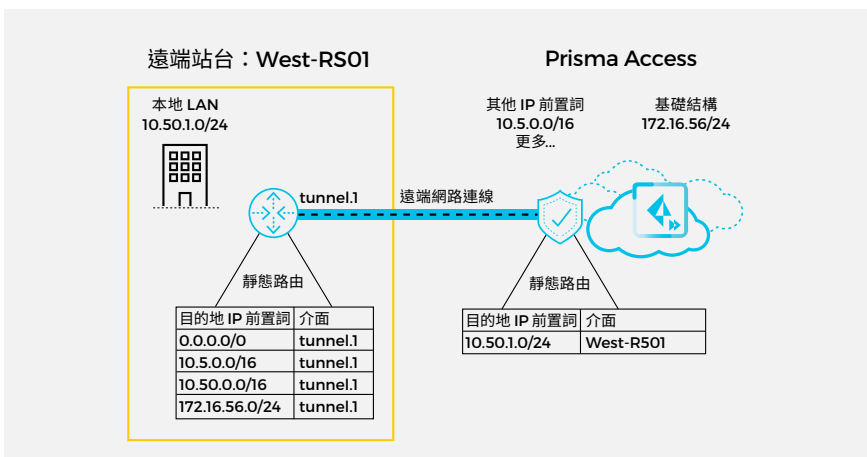 遠端站台：West-RS01
Prisma Access
本地 LAN
10.50.1.0/24
其他 IP 前置詞
10.5.0.0/16
更多...
基礎結構
172.16.56/24
tunnel.1
遠端網路連線
靜態路由
靜態路由
目的地 IP 前置詞 介面
0.0.0.0/0 tunnel.1
10.5.0.0/16 tunnel.1
10.50.0.0/16 tunnel.1
172.16.56.0/24 tunnel.1
目的地 IP 前置詞 介面
10.50.1.0/24 West-R501